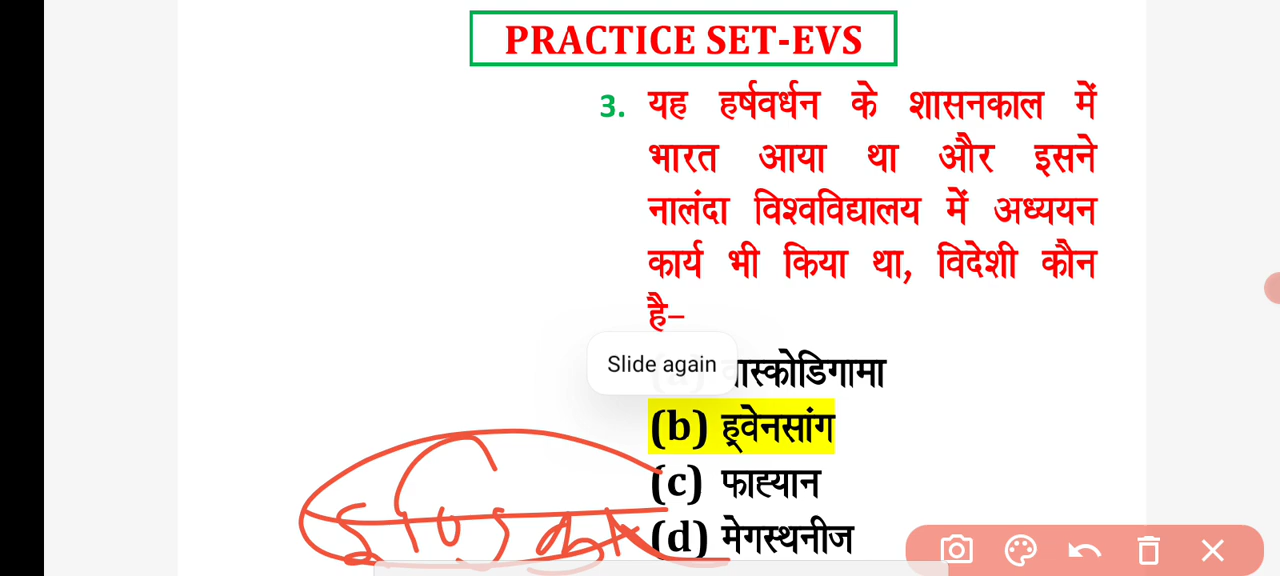 PRACTICE SET-EVS
3. यह हर्षवर्धन के शासनकाल में
भारत आया था और इसने
नालंदा विश्वविद्यालय में अध्ययन
कार्य भी किया था, विदेशी कौन
है–
Slide again
(b) ह्वेनसांग
(c) फाह्यान
(d) मेगस्थनीज